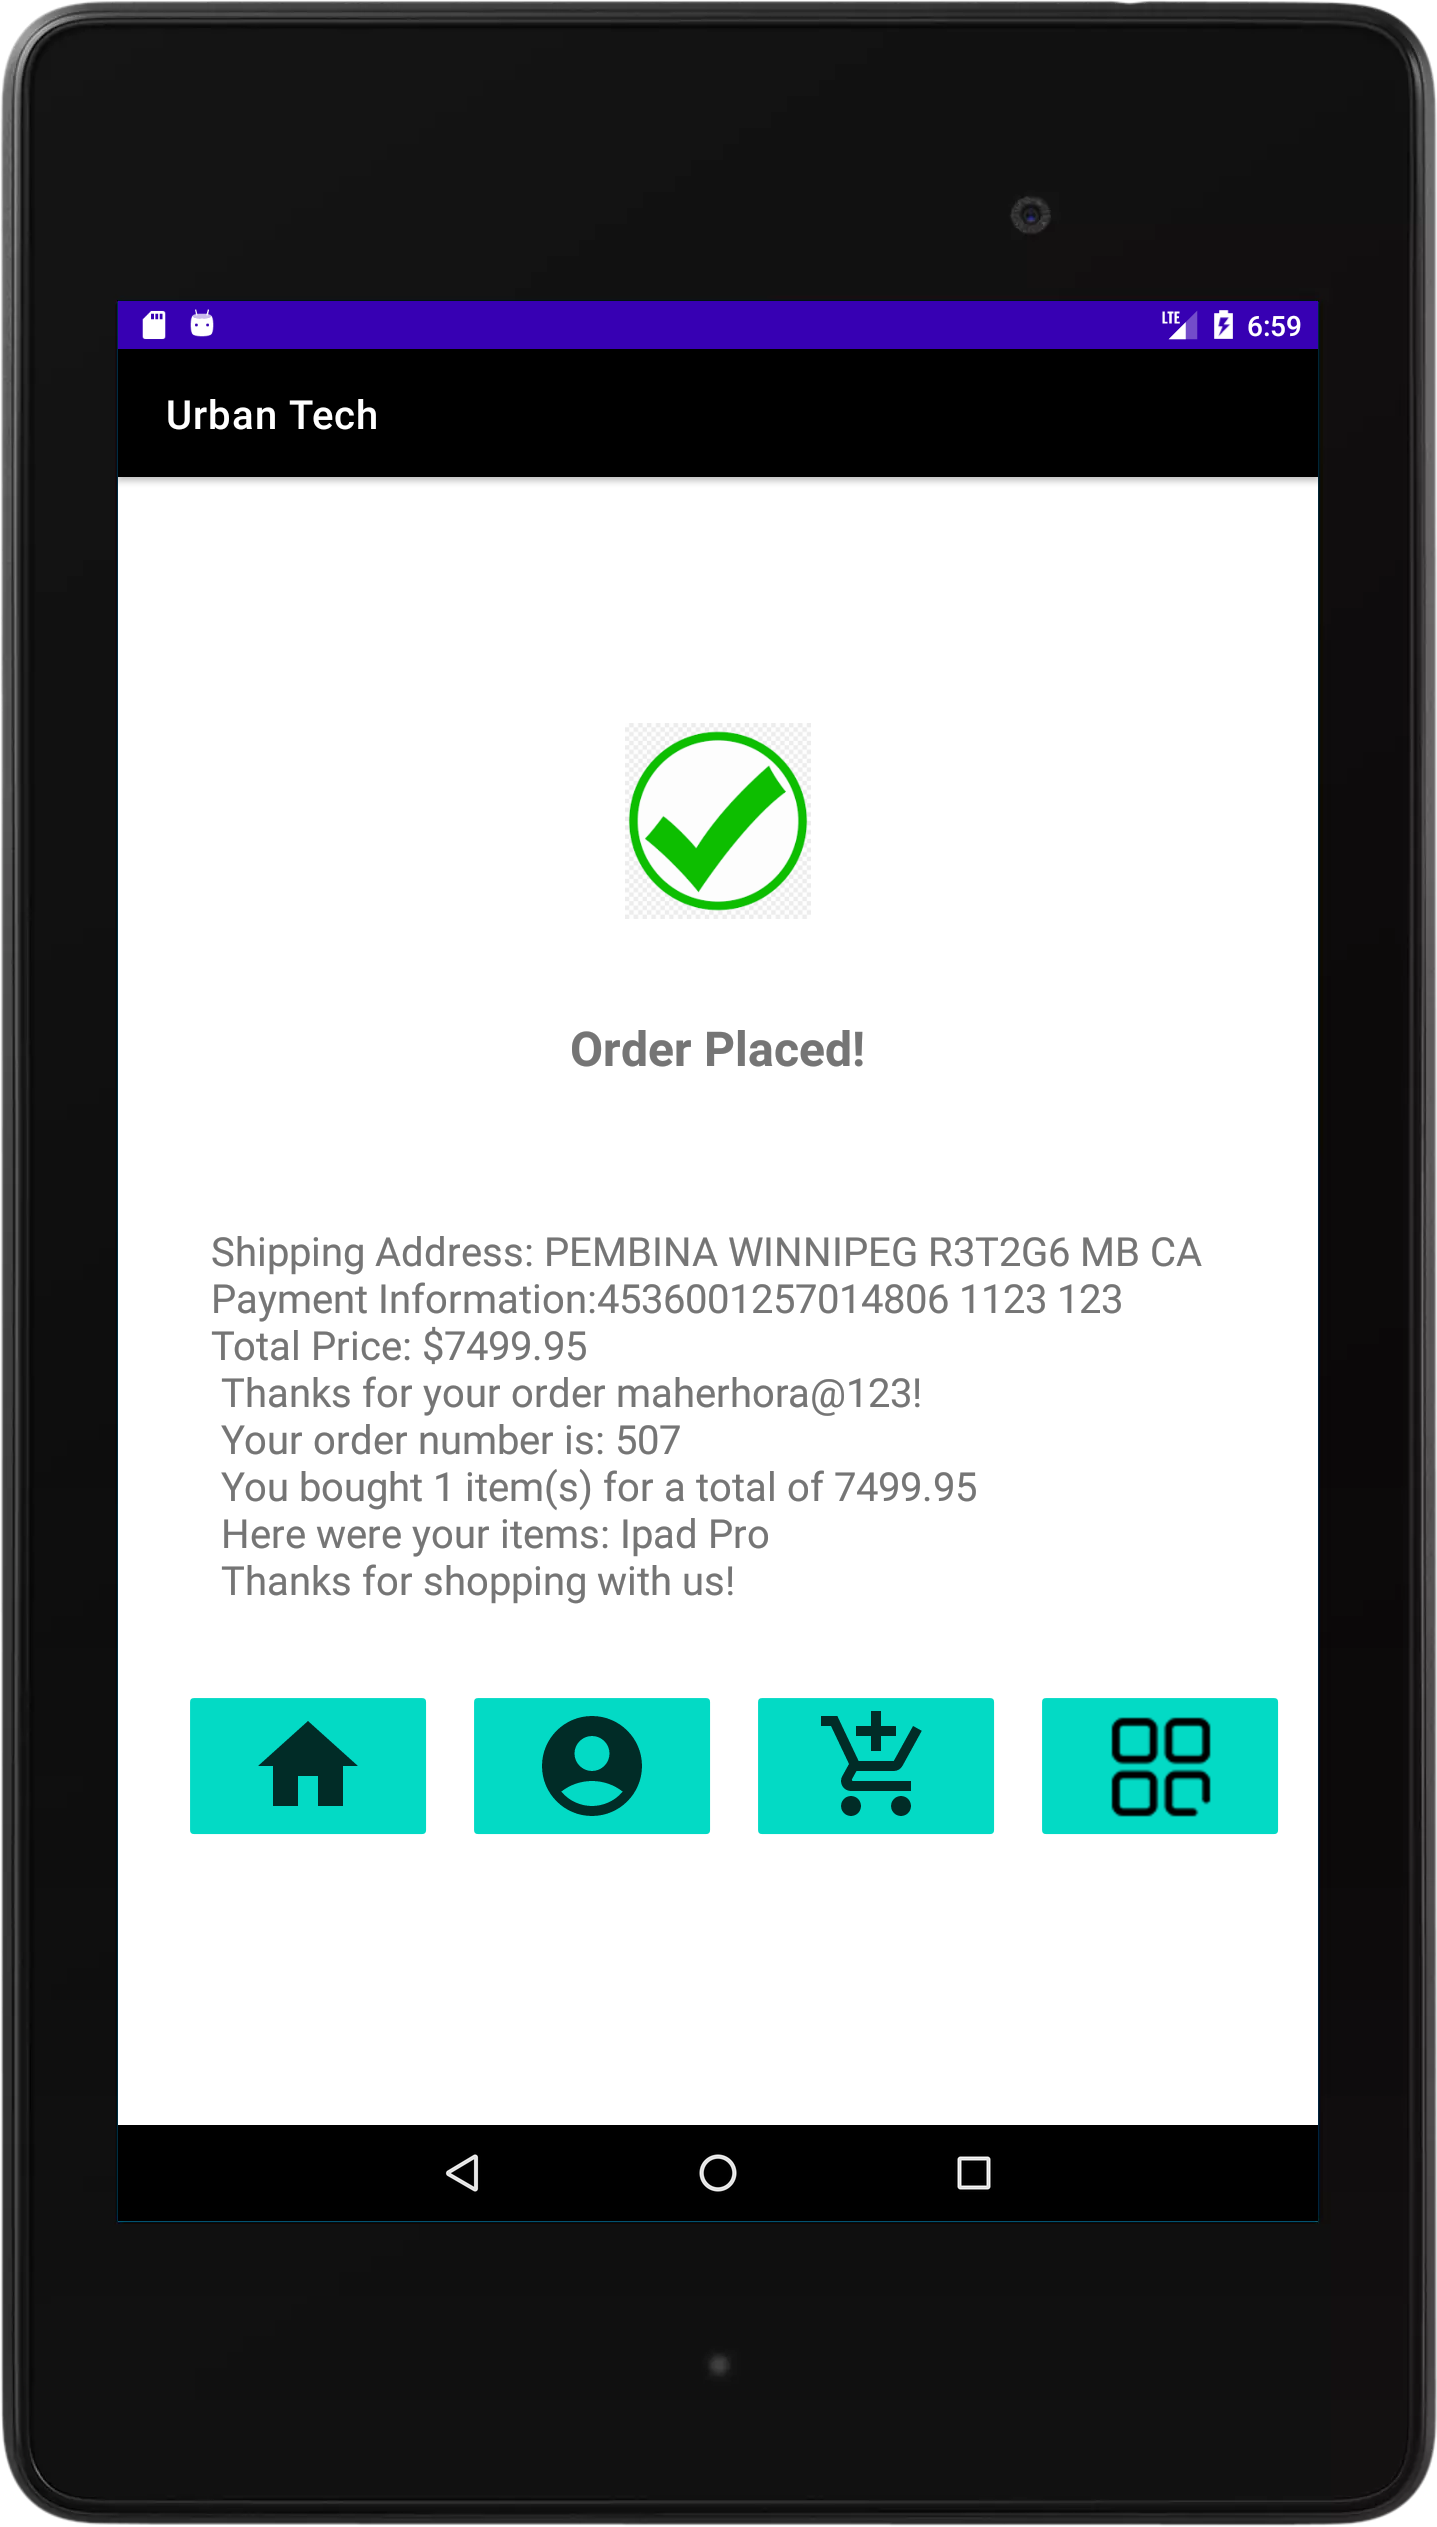 LTE 6:59
Urban Tech
Order Placed!
Shipping Address: PEMBINA WINNIPEG R3T2G6 MB CA
Payment Information:4536001257014806 1123 123
Total Price: $7499.95
Thanks for your order maherhora@123!
Your order number is: 507
You bought 1 item(s) for a total of 7499.95
Here were your items: Ipad Pro
Thanks for shopping with us!